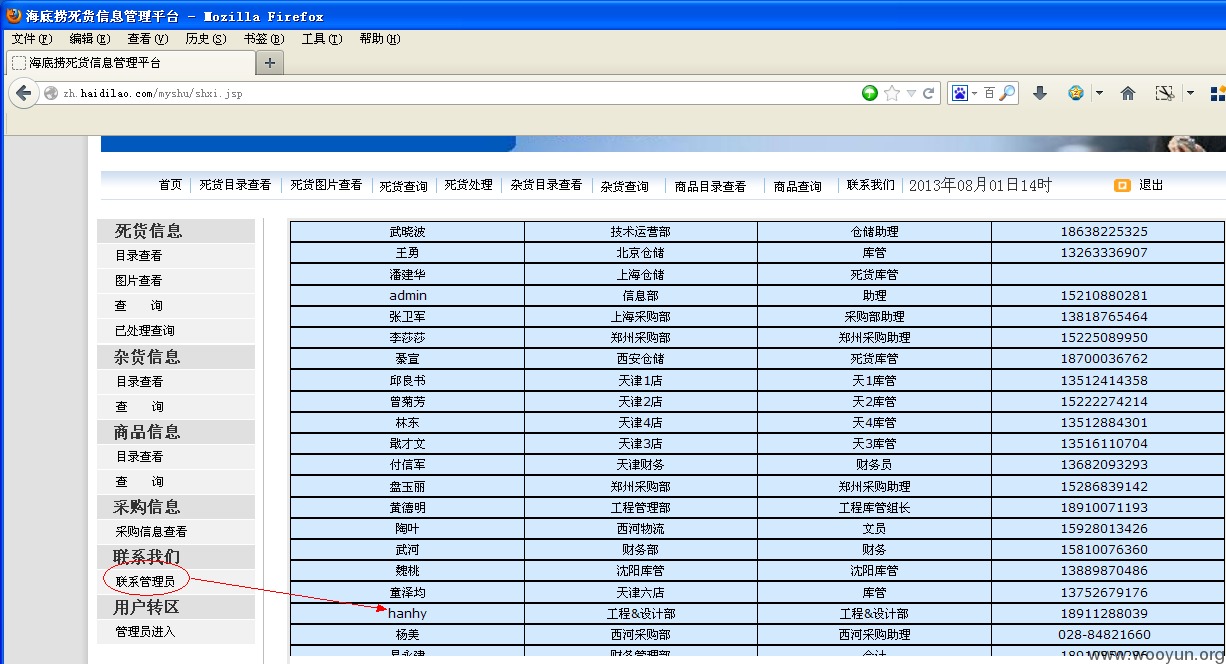 海底捞死货信息管理平台 - Mozilla Firefox
文件(F) 编辑(E) 查看(V) 历史(S) 书签(B) 工具(T) 帮助(H)
海底捞死货信息管理平台 +
zh.haidilao.com/myshu/shxi.jsp 百
首页 死货目录查看 死货图片查看 死货查询 死货处理 杂货目录查看 杂货查询 商品目录查看 商品查询 联系我们 2013年08月01日14时 退出
死货信息
目录查看
图片查看
查 询
已处理查询
杂货信息
目录查看
查 询
商品信息
目录查看
查 询
采购信息
采购信息查看
联系我们
联系管理员
用户转区
管理员进入
武晓波 技术运营部 仓储助理 18638225325
王勇 北京仓储 库管 13263336907
潘建华 上海仓储 死货库管
admin 信息部 助理 15210880281
张卫军 上海采购部 采购部助理 13818765464
李莎莎 郑州采购部 郑州采购助理 15225089950
綦宣 西安仓储 死货库管 18700036762
邱良书 天津1店 天1库管 13512414358
曾菊芳 天津2店 天2库管 15222274214
林东 天津4店 天4库管 13512884301
敢才文 天津3店 天3库管 13516110704
付信军 天津财务 财务员 13682093293
盘玉丽 郑州采购部 郑州采购助理 15286839142
黄德明 工程管理部 工程库管组长 18910071193
陶叶 西河物流 文员 15928013426
武河 财务部 财务 15810076360
魏桃 沈阳库管 沈阳库管 13889870486
童泽均 天津六店 库管 13752679176
hanhy 工程&设计部 工程&设计部 18911288039
杨美 西河采购部 西河采购助理 028-84821660
易永建 财务管理部 会计
www.wooyun.org